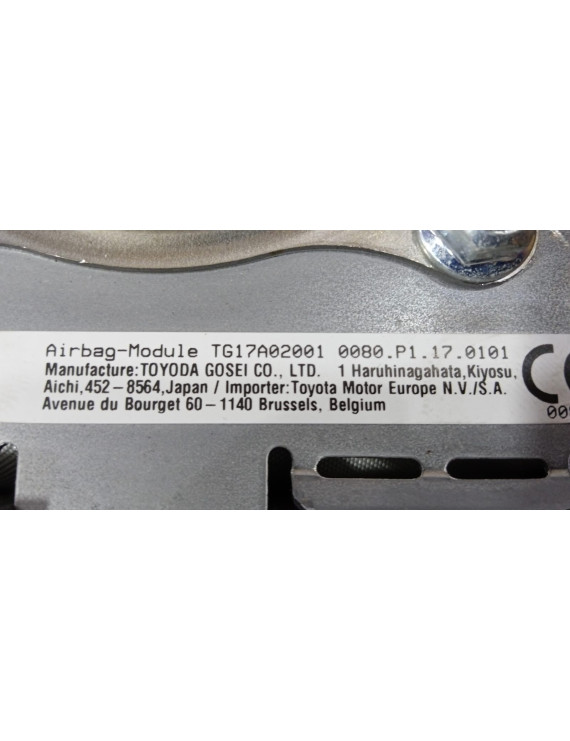 Airbag-Module TG17A02001 0080.P1.17.0101
Manufacture:TOYODA GOSEI CO., LTD. 1 Haruhinagahata,Kiyosu,
Aichi,452-8564,Japan / Importer:Toyota Motor Europe N.V./S.A.
Avenue du Bourget 60-1140 Brussels, Belgium